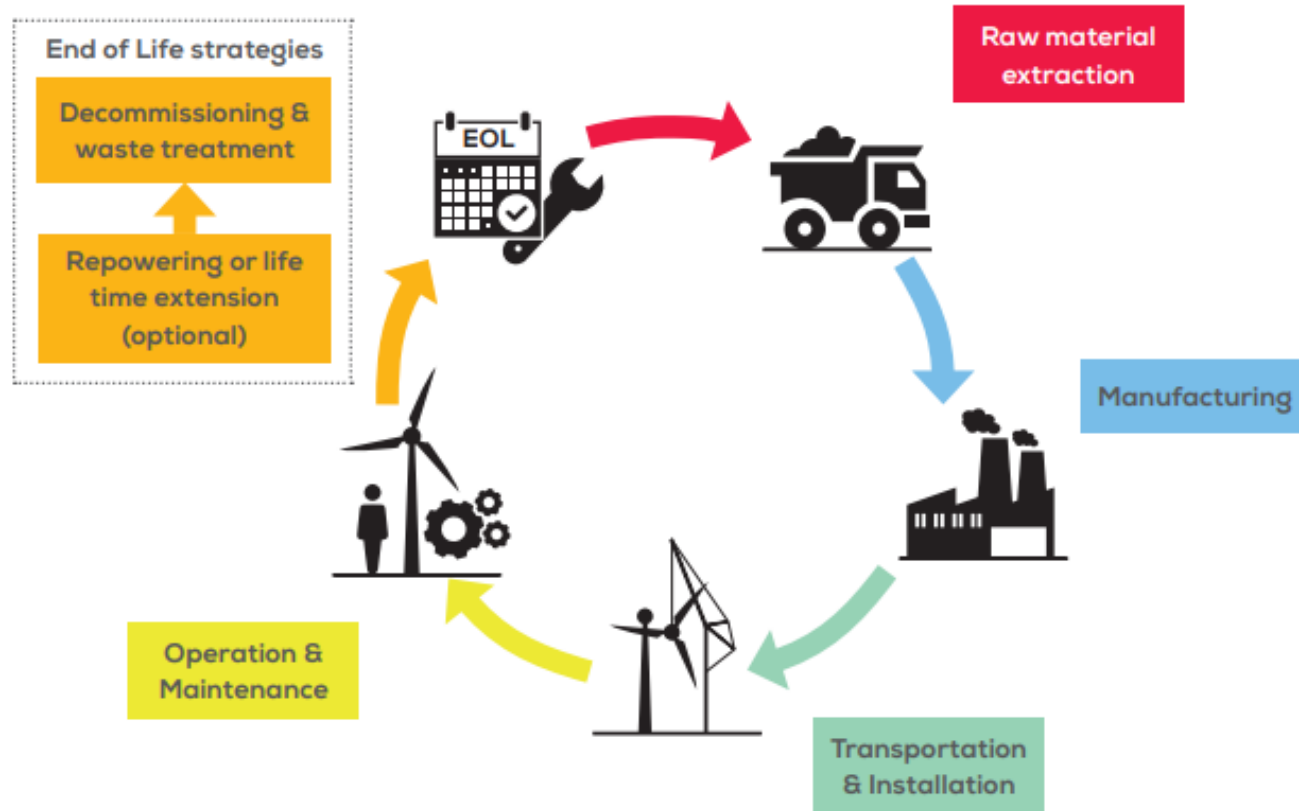 End of Life strategies
Decommissioning &
waste treatment
Repowering or life
time extension
(optional)
EOL
Raw material
extraction
Manufacturing
Transportation
& Installation
Operation &
Maintenance